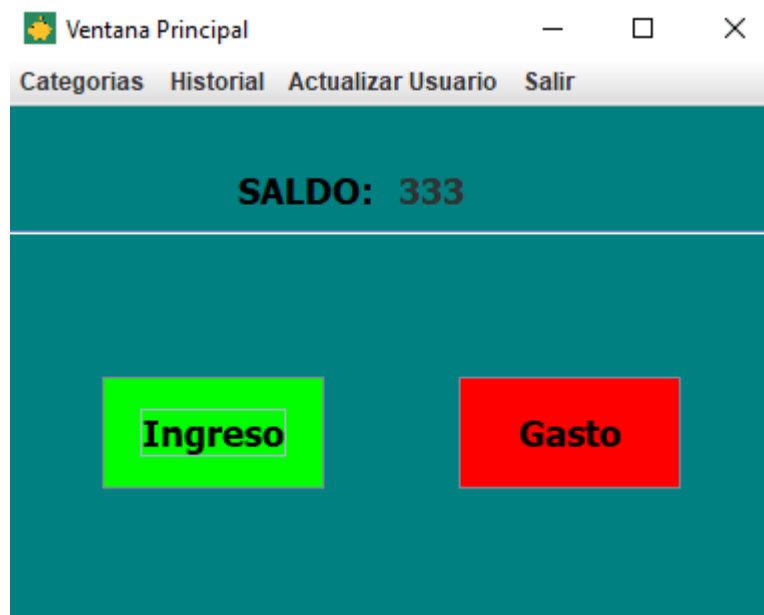 Ventana Principal
Categorias Historial Actualizar Usuario Salir
SALDO: 333
Ingreso Gasto